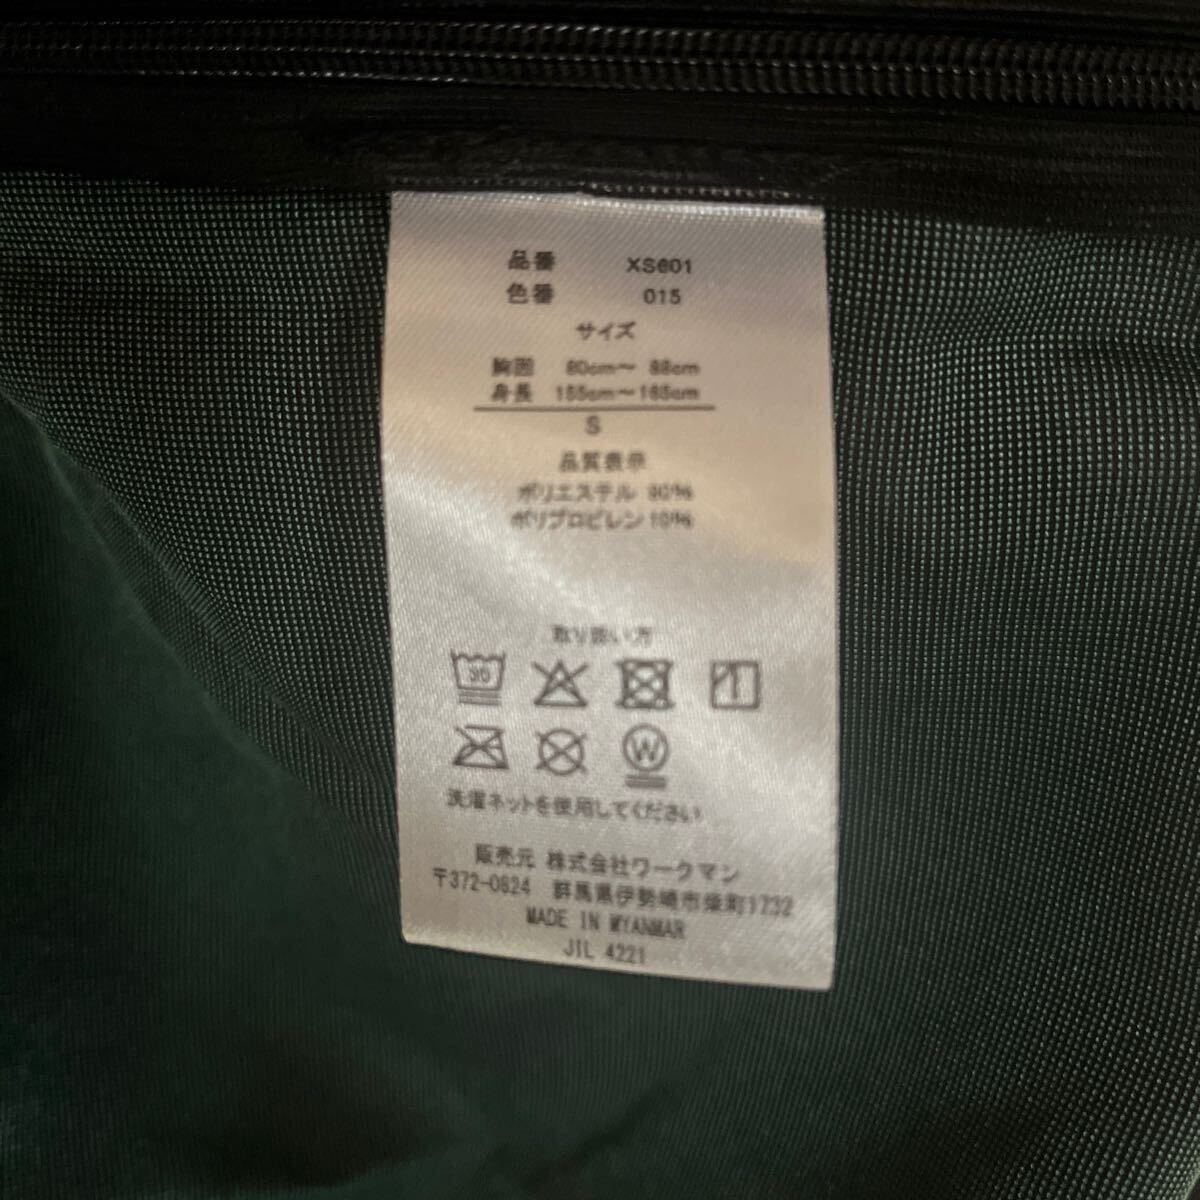 品番 XS601
色番 015
サイズ
胸囲 80cm～ 88cm
身長 155cm～165cm
S
品質表示
ポリエステル 90%
ポリプロピレン 10%
取り扱い方
30
W
洗濯ネットを使用してください
販売元 株式会社ワークマン
〒372-0824 群馬県伊勢崎市柴町1732
MADE IN MYANMAR
JIL 4221